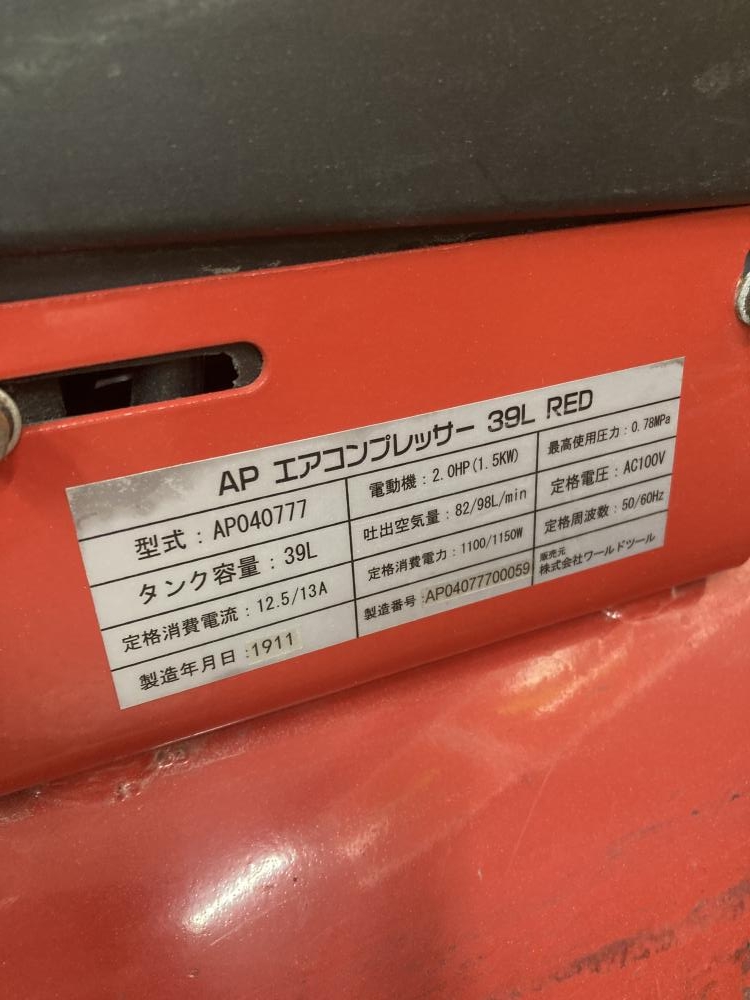 AP エアコンプレッサー 39L RED
型式：AP040777
電動機：2.0HP(1.5KW)
最高使用圧力：0.78MPa
タンク容量：39L
吐出空気量：82/98L/min
定格電圧：AC100V
定格消費電流：12.5/13A
定格消費電力：1100/1150W
定格周波数：50/60Hz
製造年月日：1911
製造番号：AP04077700059
販売元
株式会社ワールドツール